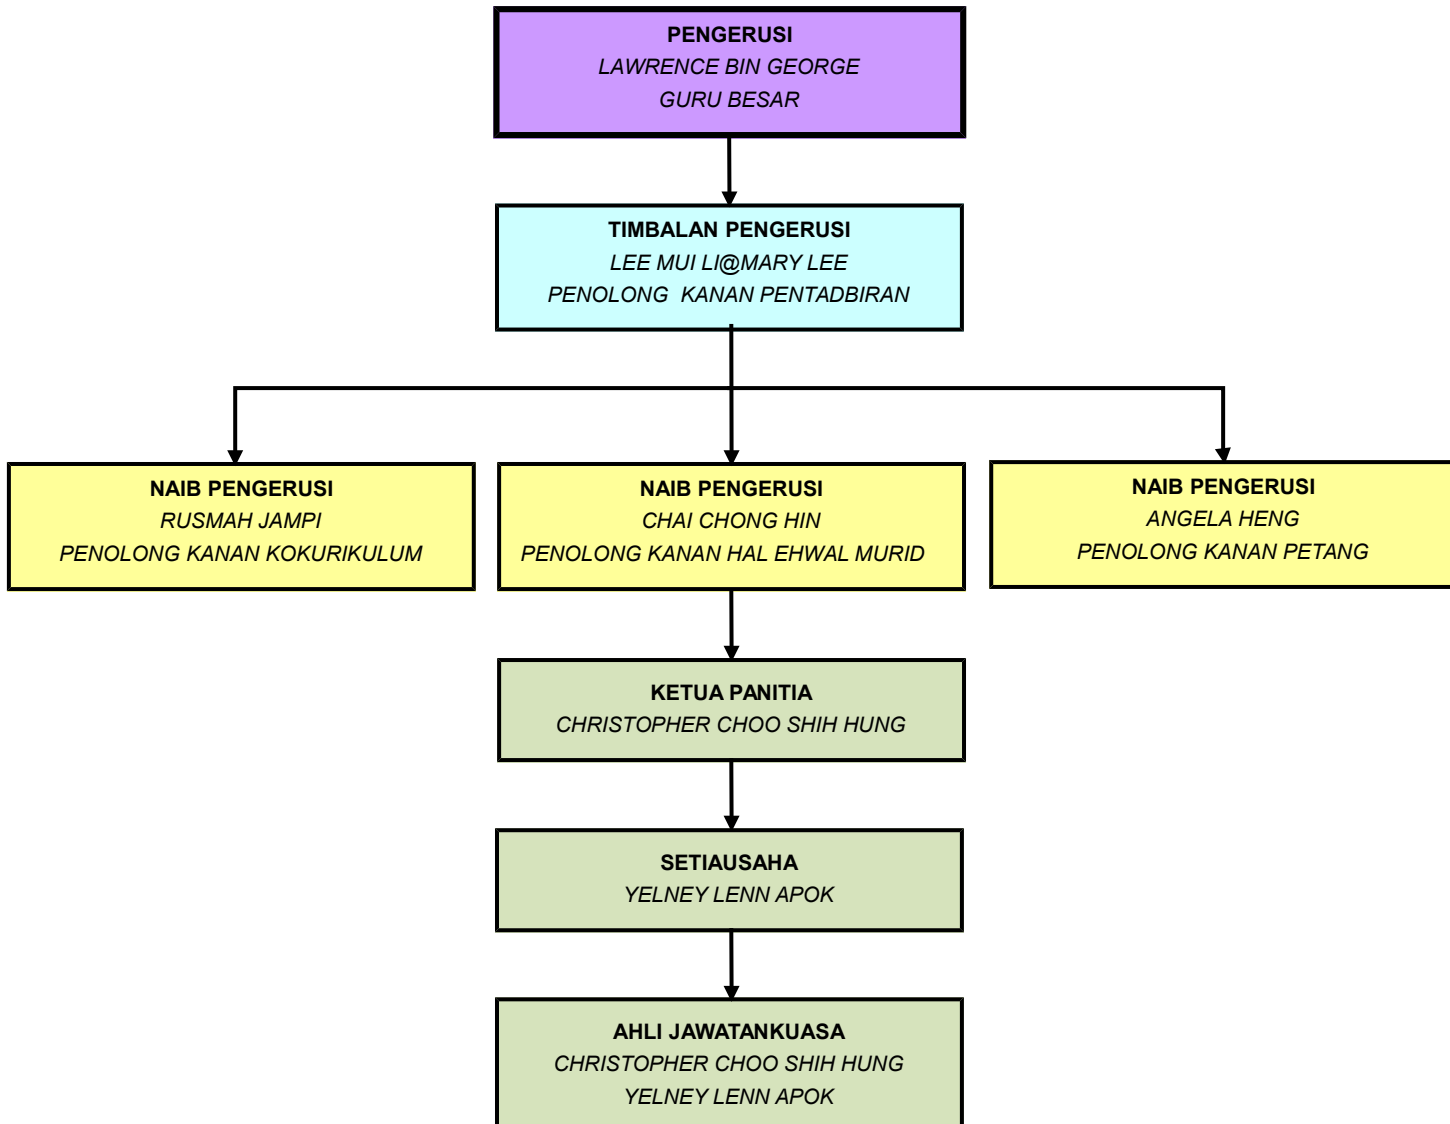 PENGERUSI
LAWRENCE BIN GEORGE
GURU BESAR
TIMBALAN PENGERUSI
LEE MUI LI@MARY LEE
PENOLONG KANAN PENTADBIRAN
NAIB PENGERUSI
RUSMAH JAMPI
PENOLONG KANAN KOKURIKULUM
NAIB PENGERUSI
CHAI CHONG HIN
PENOLONG KANAN HAL EHWAL MURID
NAIB PENGERUSI
ANGELA HENG
PENOLONG KANAN PETANG
KETUA PANITIA
CHRISTOPHER CHOO SHIH HUNG
SETIAUSAHA
YELNEY LENN APOK
AHLI JAWATANKUASA
CHRISTOPHER CHOO SHIH HUNG
YELNEY LENN APOK